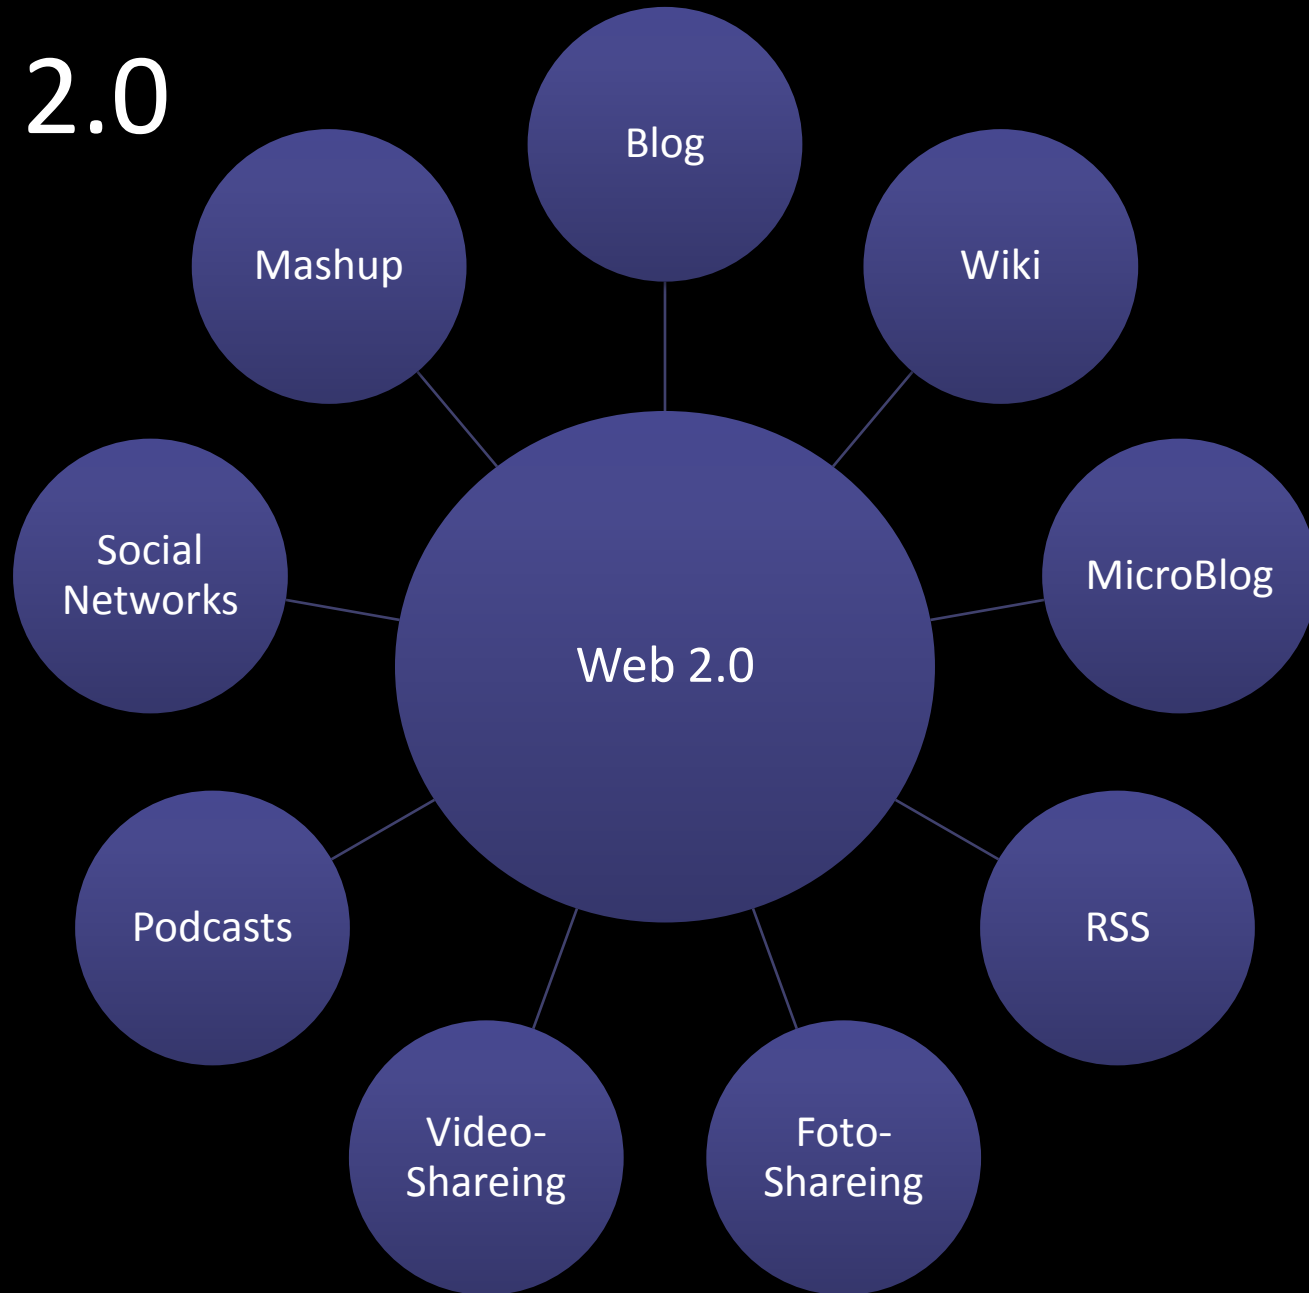 2.0
Blog
Mashup
Wiki
Social
Networks
MicroBlog
Web 2.0
Podcasts
RSS
Video-
Shareing
Foto-
Shareing